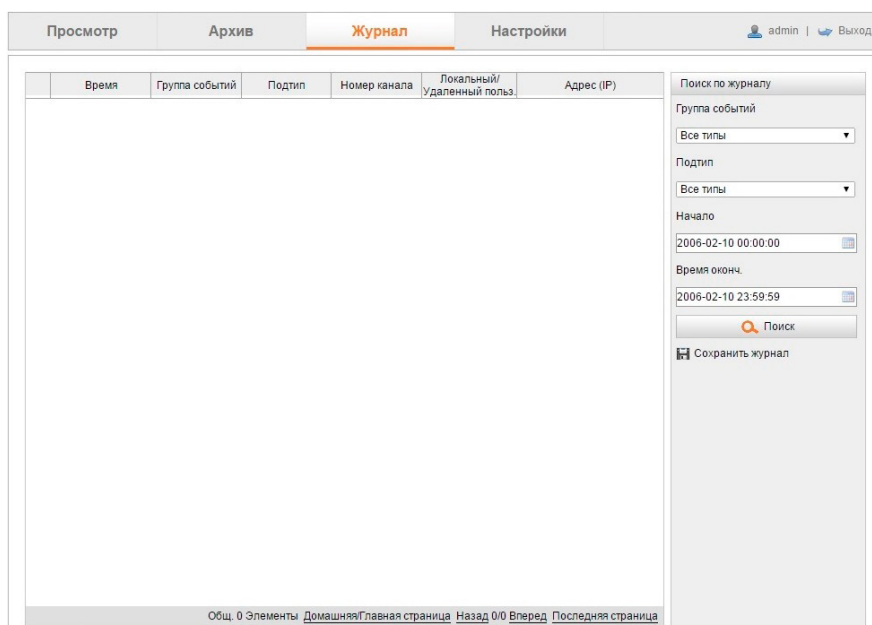 Просмотр Архив Журнал Настройки admin | Выход
Время Группа событий Подтип Номер канала Локальный/ Удаленный польз. Адрес (IP)
Поиск по журналу
Группа событий
Все типы
Подтип
Все типы
Начало
2006-02-10 00:00:00
Время оконч.
2006-02-10 23:59:59
Поиск
Сохранить журнал
Общ. 0 Элементы Домашняя/Главная страница Назад 0/0 Вперед Последняя страница